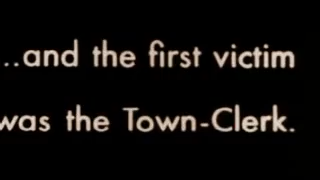 ..and the first victim
was the Town-Clerk.